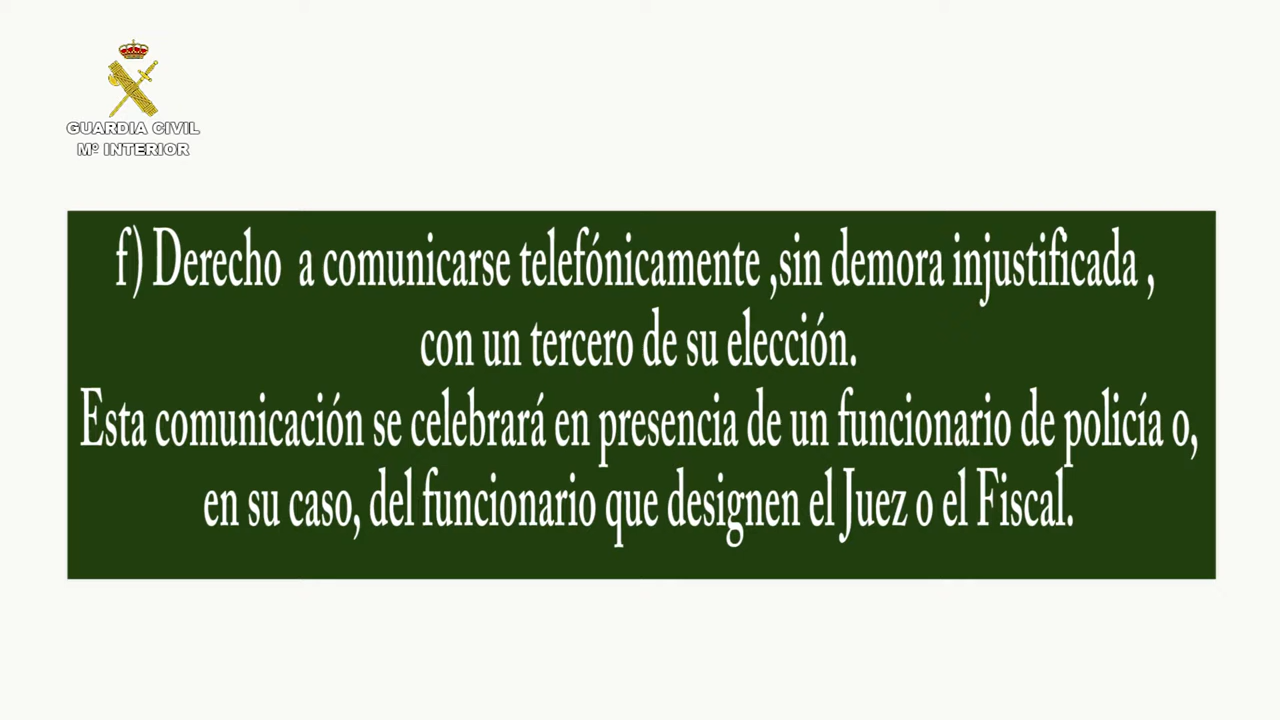 GUARDIA CIVIL
Mº INTERIOR
f) Derecho a comunicarse telefónicamente ,sin demora injustificada ,
con un tercero de su elección.
Esta comunicación se celebrará en presencia de un funcionario de policía o,
en su caso, del funcionario que designen el Juez o el Fiscal.